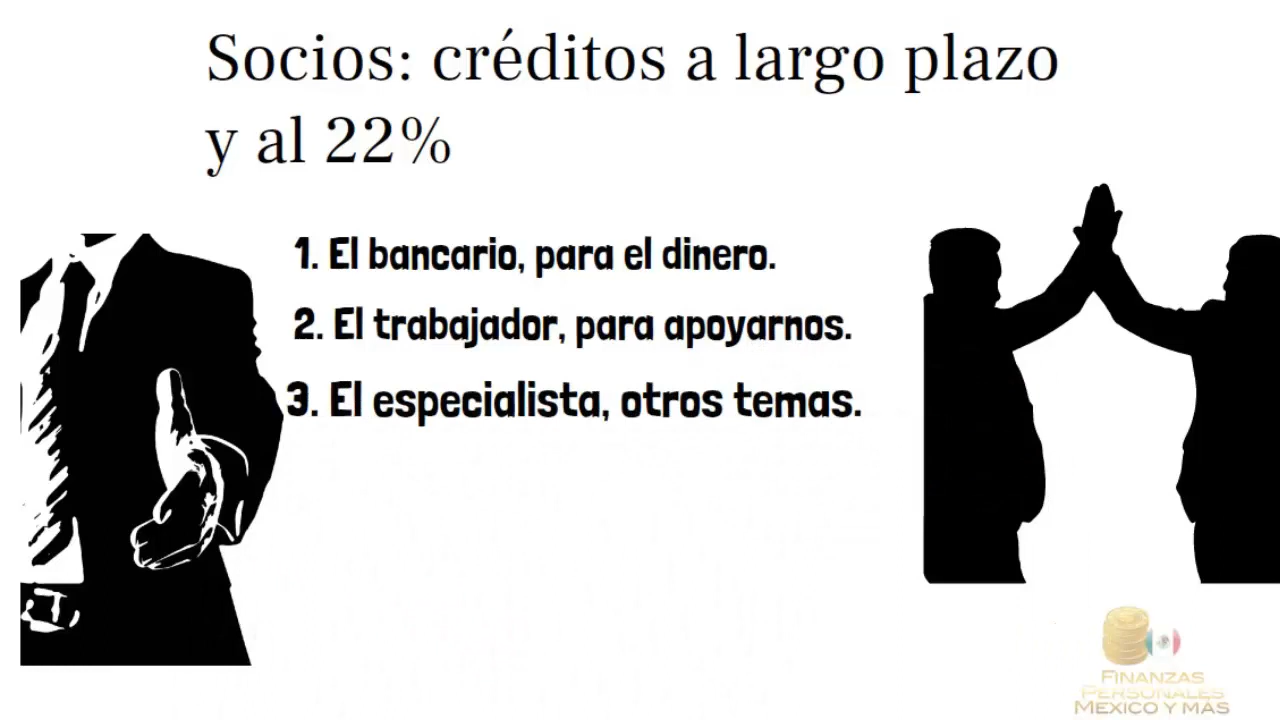 Socios: créditos a largo plazo
y al 22%
1. El bancario, para el dinero.
2. El trabajador, para apoyarnos.
3. El especialista, otros temas.
FINANZAS
PERSONALES
MEXICO Y MÁS